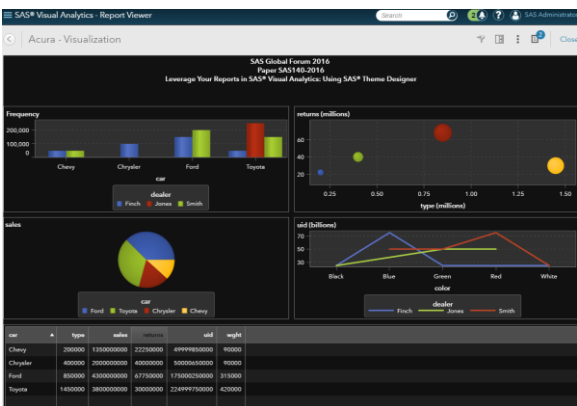 SAS® Visual Analytics - Report Viewer
Search
2
?
SAS Administrator
Acura - Visualization
2
Close
SAS Global Forum 2016
Paper SAS140-2016
Leverage Your Reports in SAS® Visual Analytics: Using SAS® Theme Designer
Frequency
200,000
100,000
0
Chevy Chrysler Ford Toyota
car
dealer
Finch Jones Smith
returns (millions)
60
40
20
0.25 0.50 0.75 1.00 1.25 1.50
type (millions)
sales
car
Ford Toyota Chrysler Chevy
uid (billions)
70
50
30
Black Blue Green Red White
color
dealer
Finch Jones Smith
car type sales returns uid wght
Chevy 200000 1350000000 22250000 49999850000 90000
Chrysler 400000 2000000000 40000000 50000650000 90000
Ford 850000 4300000000 67750000 175000250000 315000
Toyota 1450000 3800000000 30000000 224999750000 420000